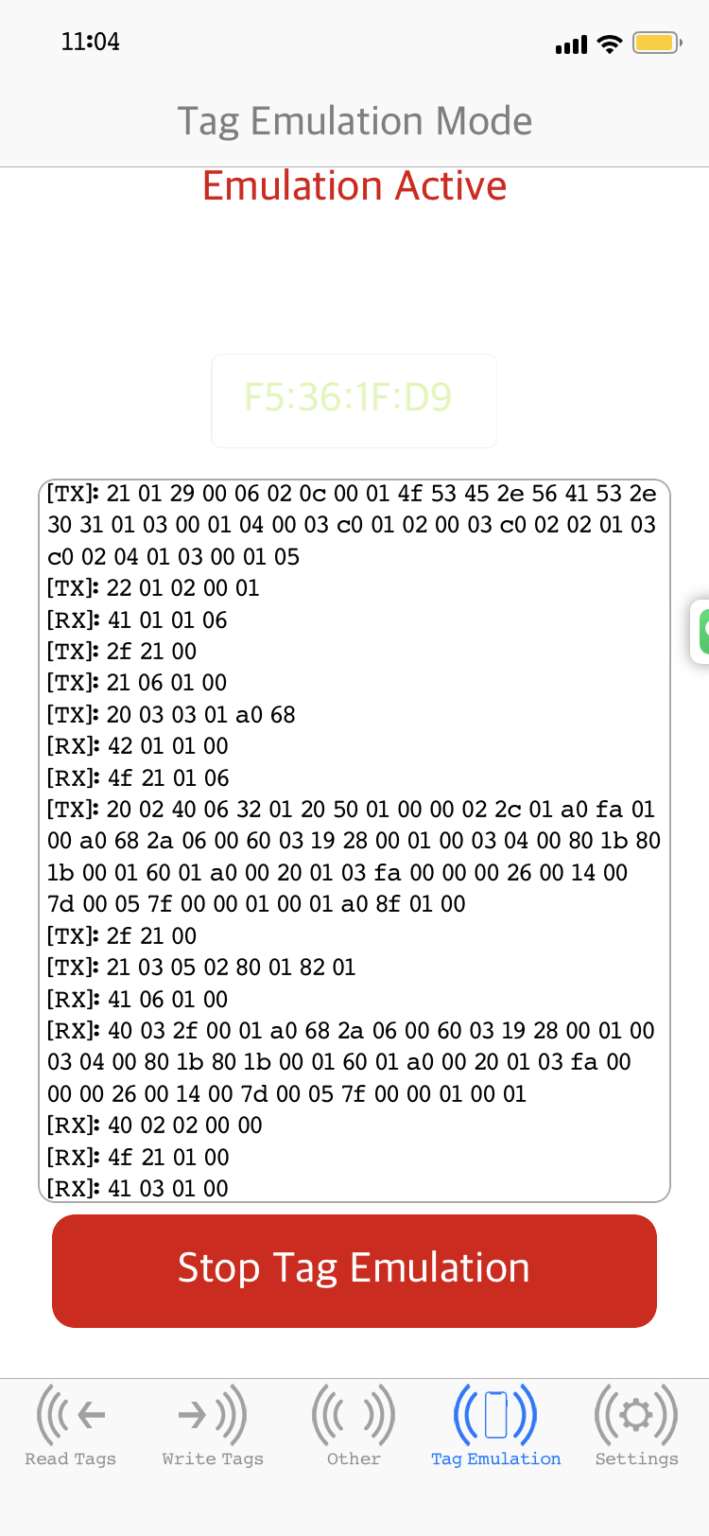 11:04
Tag Emulation Mode
Emulation Active
F5:36:1F:D9
[TX]: 21 01 29 00 06 02 0c 00 01 4f 53 45 2e 56 41 53 2e
30 31 01 03 00 01 04 00 03 c0 01 02 00 03 c0 02 02 01 03
c0 02 04 01 03 00 01 05
[TX]: 22 01 02 00 01
[RX]: 41 01 01 06
[TX]: 2f 21 00
[TX]: 21 06 01 00
[TX]: 20 03 03 01 a0 68
[RX]: 42 01 01 00
[RX]: 4f 21 01 06
[TX]: 20 02 40 06 32 01 20 50 01 00 00 02 2c 01 a0 fa 01
00 a0 68 2a 06 00 60 03 19 28 00 01 00 03 04 00 80 1b 80
1b 00 01 60 01 a0 00 20 01 03 fa 00 00 00 26 00 14 00
7d 00 05 7f 00 00 01 00 01 a0 8f 01 00
[TX]: 2f 21 00
[TX]: 21 03 05 02 80 01 82 01
[RX]: 41 06 01 00
[RX]: 40 03 2f 00 01 a0 68 2a 06 00 60 03 19 28 00 01 00
03 04 00 80 1b 80 1b 00 01 60 01 a0 00 20 01 03 fa 00
00 00 26 00 14 00 7d 00 05 7f 00 00 01 00 01
[RX]: 40 02 02 00 00
[RX]: 4f 21 01 00
[RX]: 41 03 01 00
Stop Tag Emulation
Read Tags
Write Tags
Other
Tag Emulation
Settings